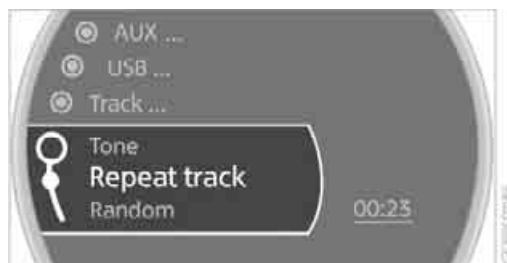 AUX ...
USB ...
Track ...
Tone
Repeat track
Random
00:23